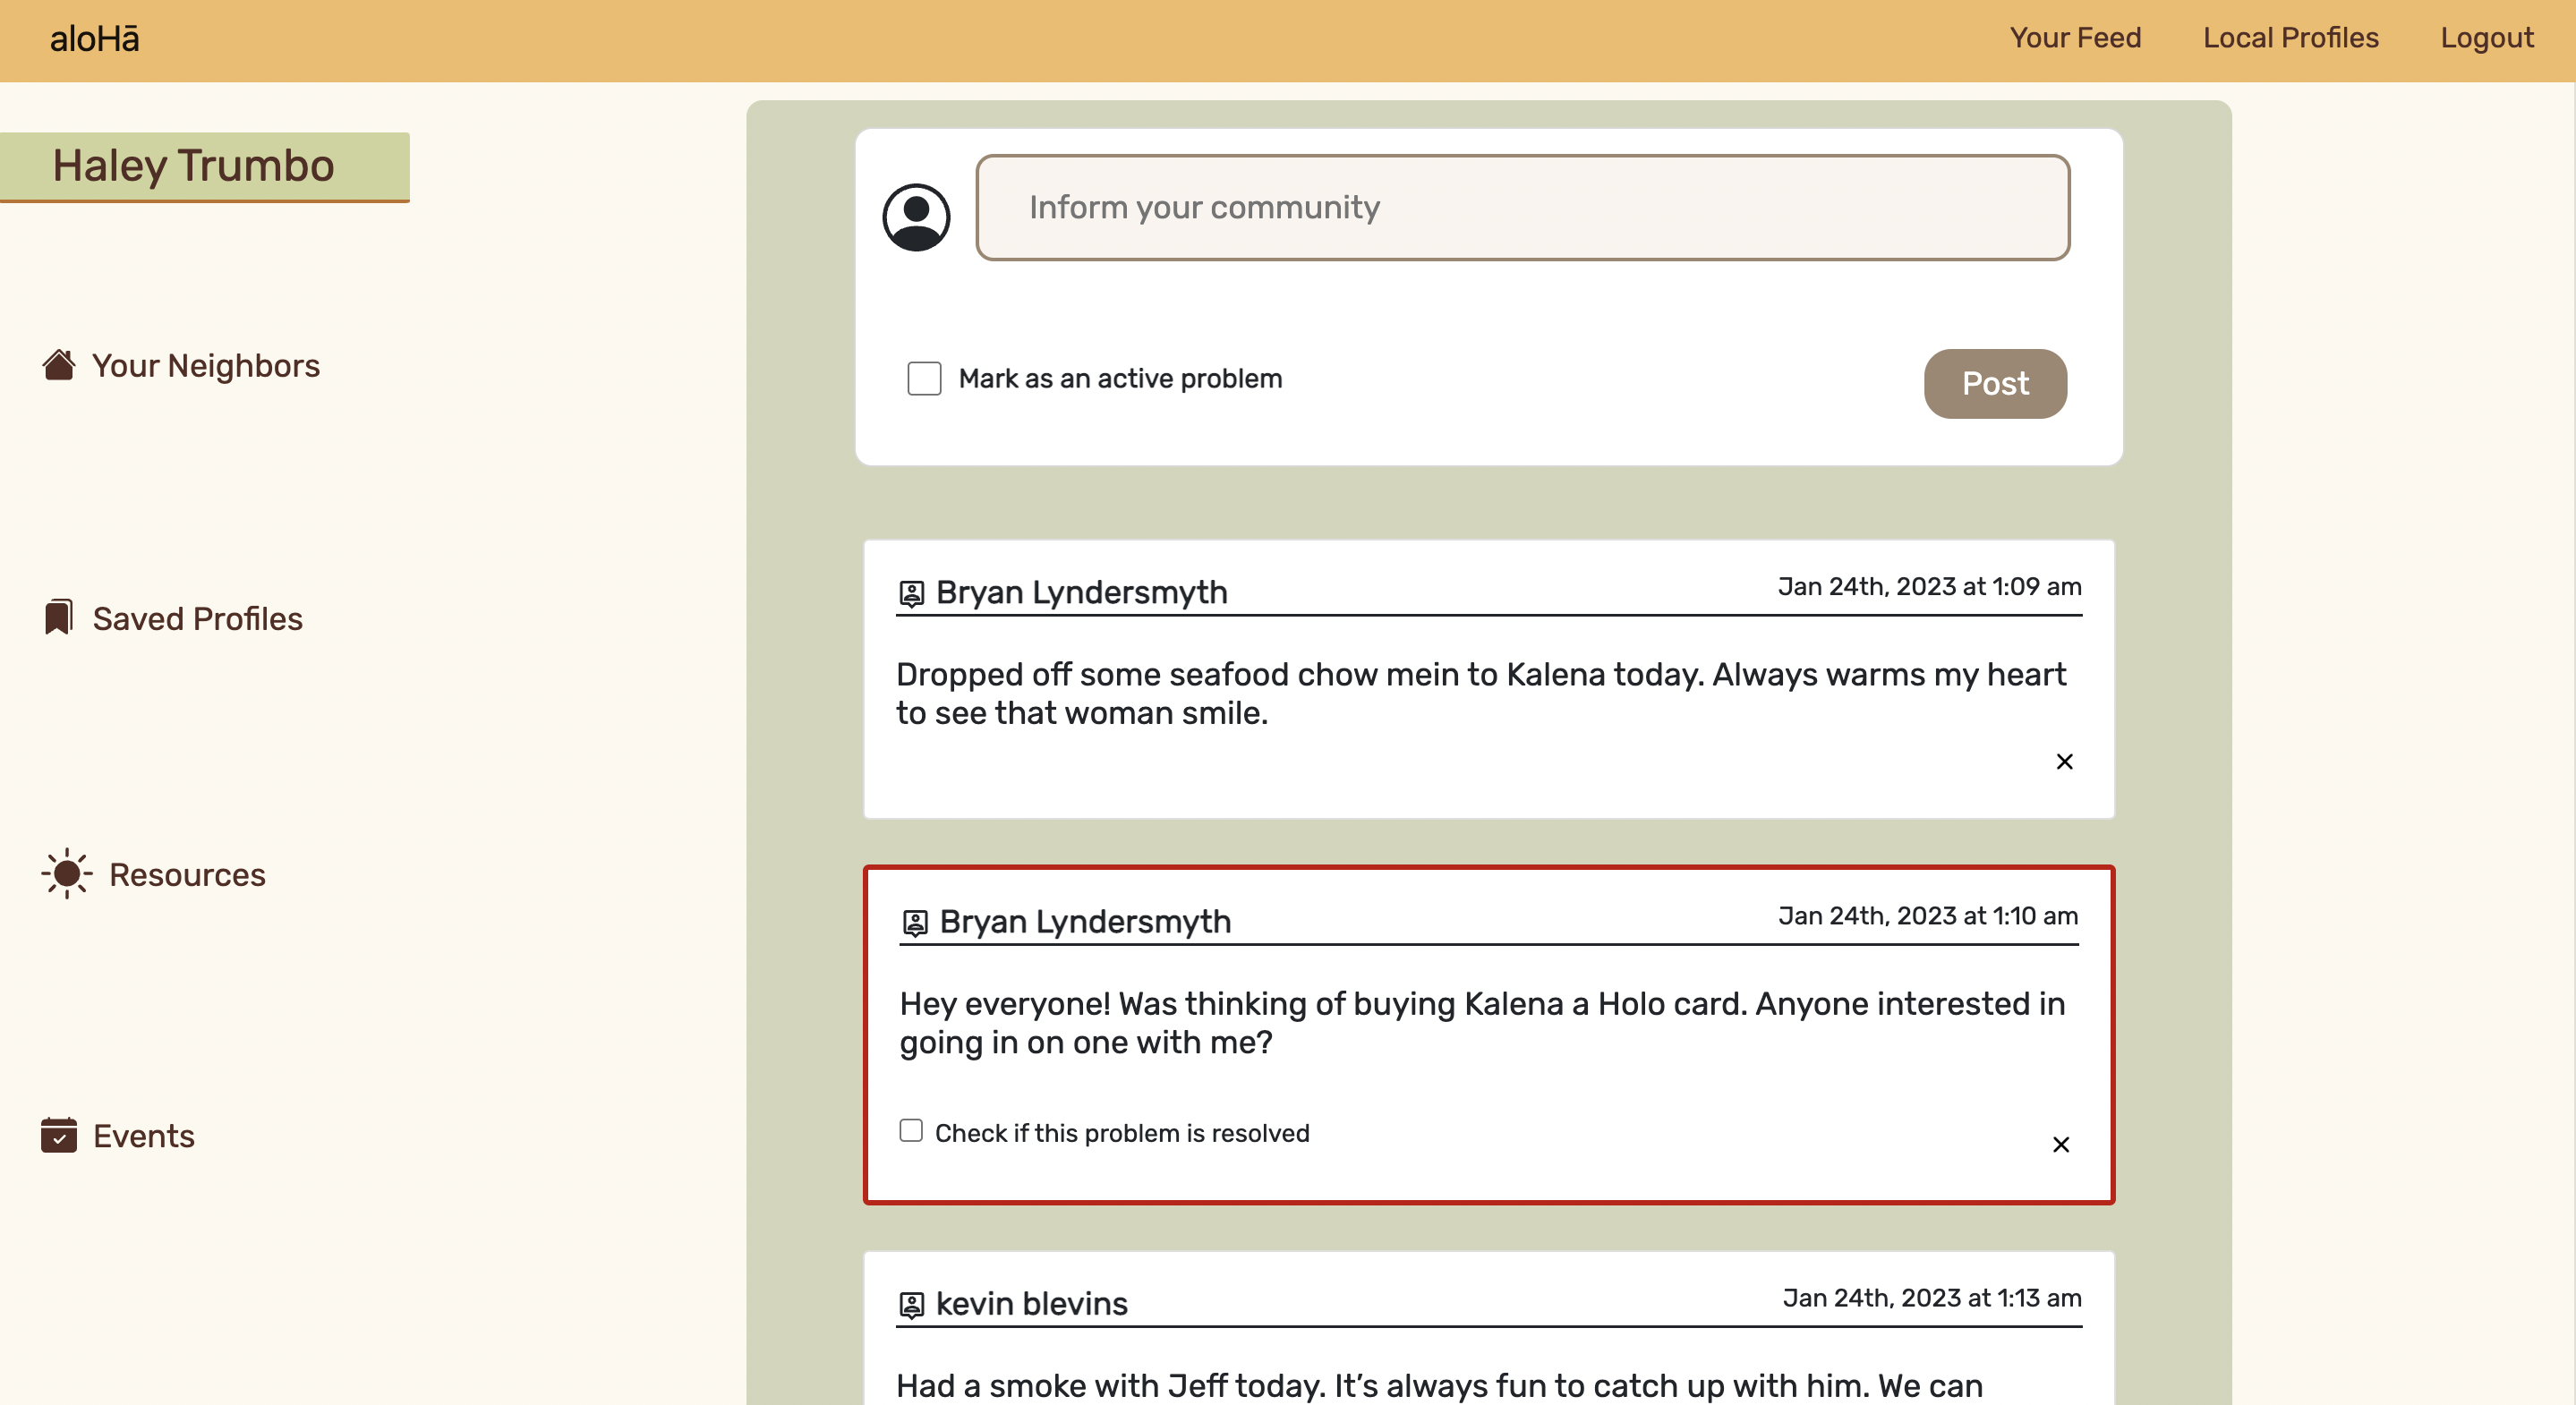 aloHā
Your Feed
Local Profiles
Logout
Haley Trumbo
Your Neighbors
Saved Profiles
Resources
Events
Inform your community
Mark as an active problem
Post
Bryan Lyndersmyth
Jan 24th, 2023 at 1:09 am
Dropped off some seafood chow mein to Kalena today. Always warms my heart
to see that woman smile.
Bryan Lyndersmyth
Jan 24th, 2023 at 1:10 am
Hey everyone! Was thinking of buying Kalena a Holo card. Anyone interested in
going in on one with me?
Check if this problem is resolved
kevin blevins
Jan 24th, 2023 at 1:13 am
Had a smoke with Jeff today. It’s always fun to catch up with him. We can